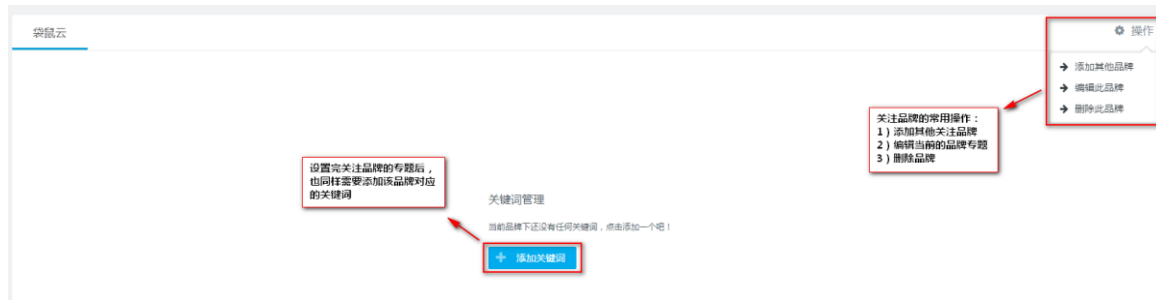 袋鼠云
操作
添加其他品牌
编辑此品牌
删除此品牌
关注品牌的常用操作：
1）添加其他关注品牌
2）编辑当前的品牌专题
3）删除品牌
设置完关注品牌的专题后，
也同样需要添加该品牌对应
的关键词
关键词管理
当前品牌下还没有任何关键词，点击添加一个吧！
添加关键词